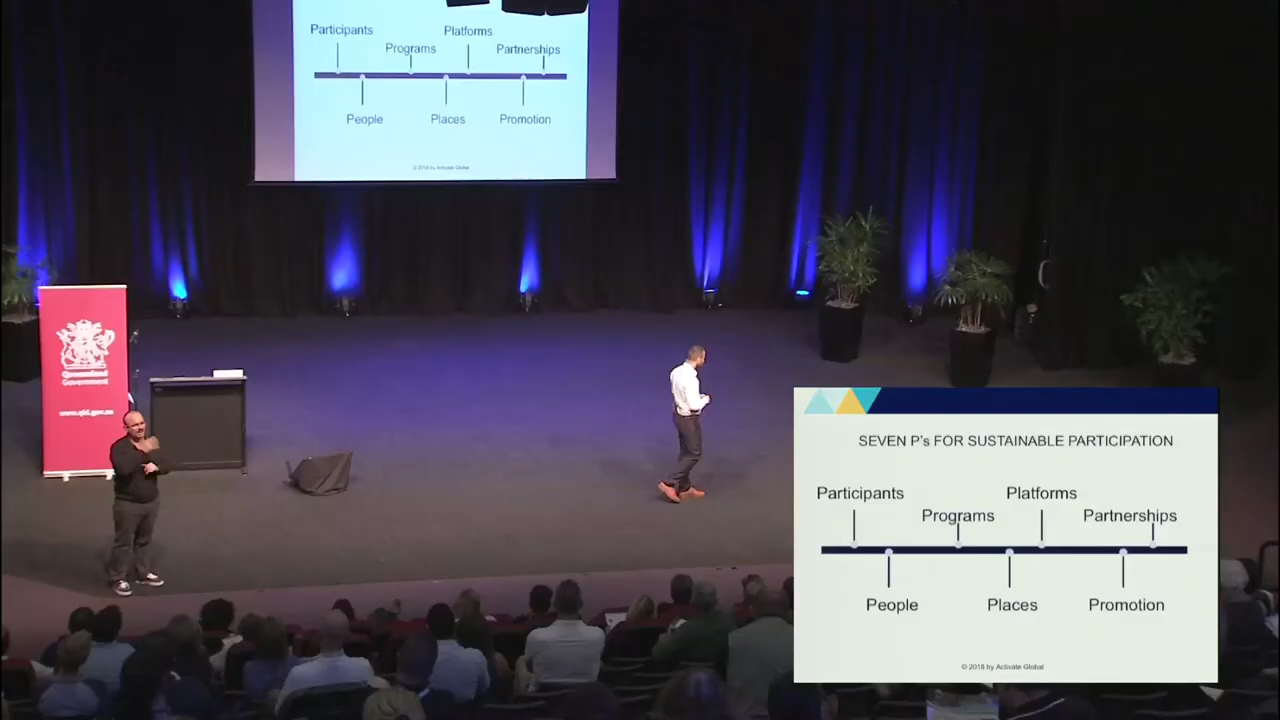 Participants
Platforms
Programs
Partnerships
People
Places
Promotion
© 2018 by Activate Global
Queensland
Government
www.qld.gov.au
SEVEN P's FOR SUSTAINABLE PARTICIPATION
Participants
Platforms
Programs
Partnerships
People
Places
Promotion
© 2018 by Activate Global